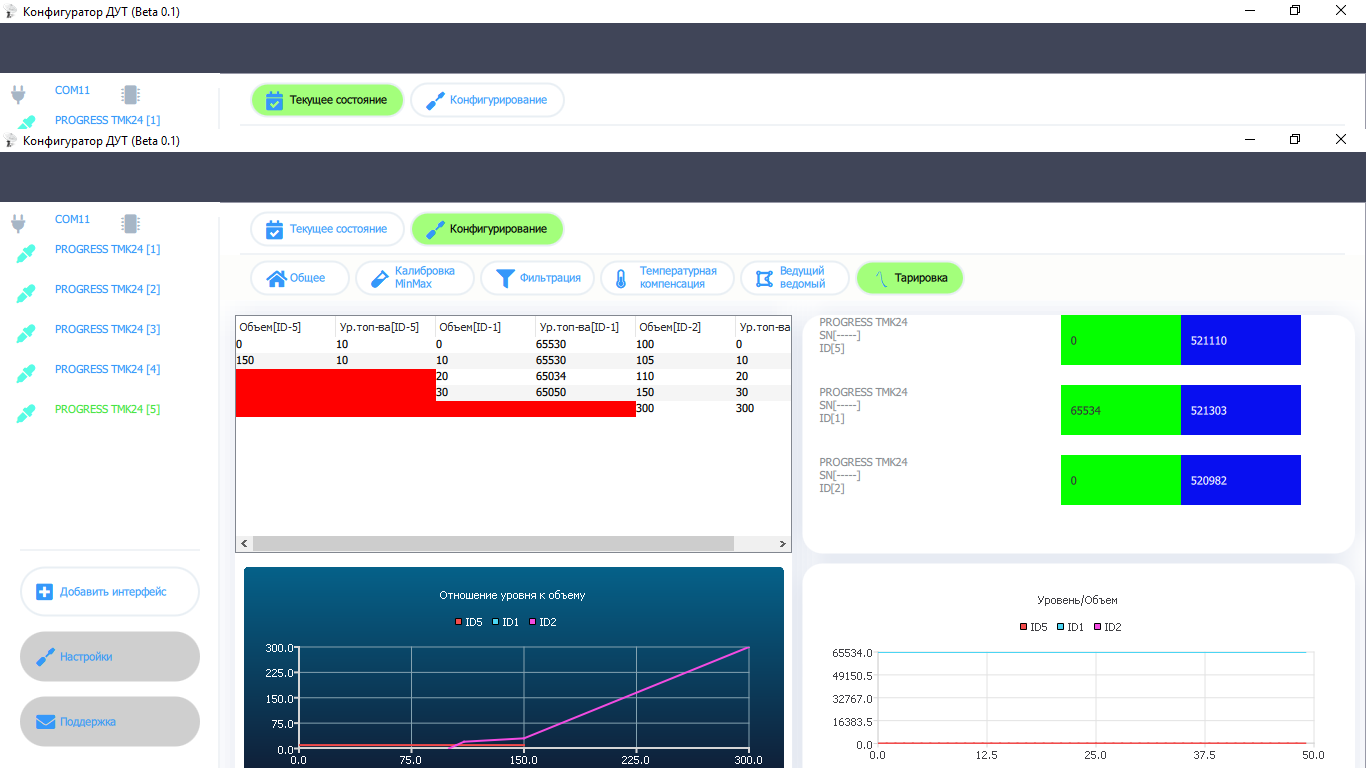 Конфигуратор ДУТ (Beta 0.1)
COM11
Текущее состояние
Конфигурирование
PROGRESS TMK24 [1]
Конфигуратор ДУТ (Beta 0.1)
COM11
Текущее состояние
Конфигурирование
PROGRESS TMK24 [1]
PROGRESS TMK24 [2]
PROGRESS TMK24 [3]
PROGRESS TMK24 [4]
PROGRESS TMK24 [5]
Добавить интерфейс
Настройки
Поддержка
Общее
Калибровка
MinMax
Фильтрация
Температурная
компенсация
Ведущий
ведомый
Тарировка
Объем[ID-5] Ур.топ-ва[ID-5] Объем[ID-1] Ур.топ-ва[ID-1] Объем[ID-2] Ур.топ-ва
0 10 0 65530 100 0
150 10 10 65530 105 10
20 65034 110 20
30 65050 150 30
300 300
PROGRESS TMK24
SN[-----]
ID[5]
0 521110
PROGRESS TMK24
SN[-----]
ID[1]
65534 521303
PROGRESS TMK24
SN[-----]
ID[2]
0 520982
Отношение уровня к объему
ID5 ID1 ID2
300.0
225.0
150.0
75.0
0.0
0.0 75.0 150.0 225.0 300.0
Уровень/Объем
ID5 ID1 ID2
65534.0
49150.5
32767.0
16383.5
0.0
0.0 12.5 25.0 37.5 50.0